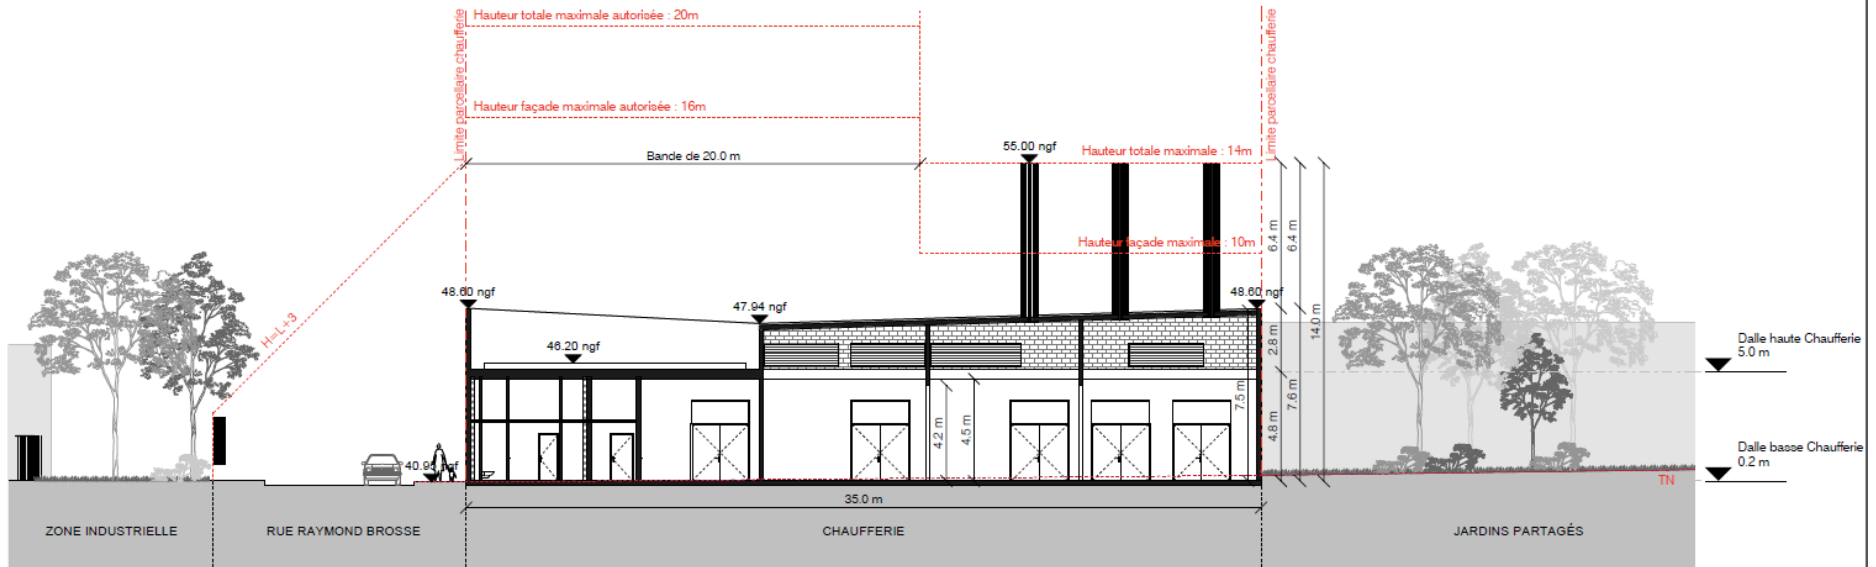 Hauteur totale maximale autorisée : 20m
Limite parcellaire chaufferie
Limite parcellaire chaufferie
Hauteur façade maximale autorisée : 16m
Bande de 20.0 m
55.00 ngf
Hauteur totale maximale : 14m
Hauteur façade maximale : 10m
6.4 m
6.4 m
14.0 m
48.60 ngf
47.94 ngf
48.60 ngf
H=L+3
46.20 ngf
2.8 m
7.6 m
7.5 m
4.8 m
4.2 m
4.5 m
Dalle haute Chaufferie
5.0 m
40.95 ngf
Dalle basse Chaufferie
0.2 m
TN
35.0 m
ZONE INDUSTRIELLE
RUE RAYMOND BROSSE
CHAUFFERIE
JARDINS PARTAGÉS